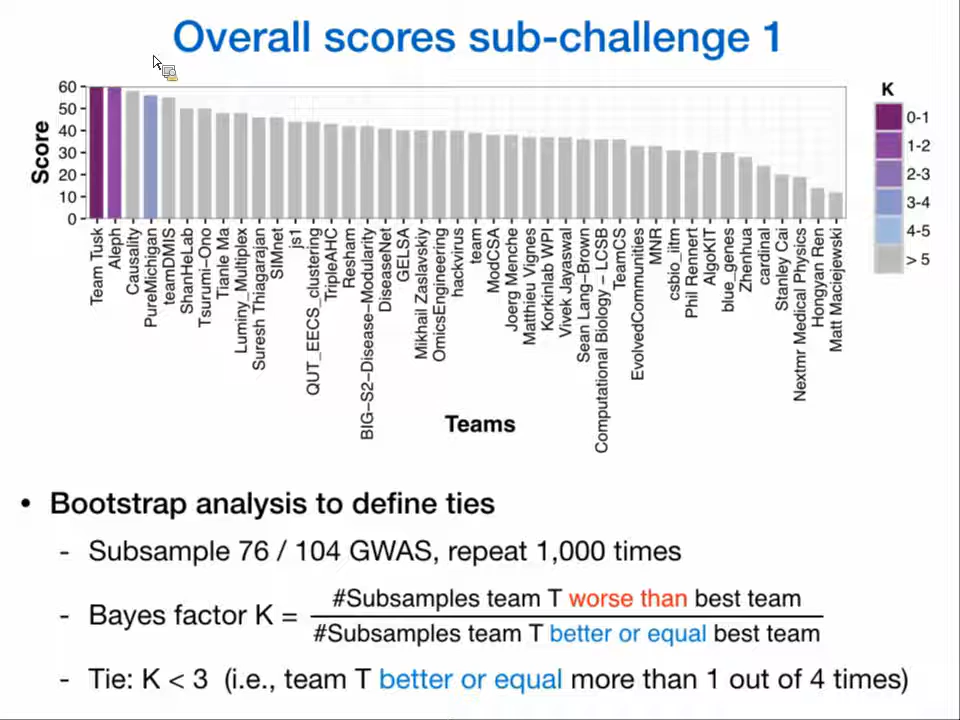 Overall scores sub-challenge 1
Score
60
50
40
30
20
10
0
Team Tusk
Aleph
Causality
PureMichigan
teamDMIS
ShanHeLab
Tsurumi−Ono
Tianle Ma
Luminy_Multiplex
Suresh Thiagarajan
SIMnet
js1
QUT_EECS_clustering
TripleAHC
Resham
BIG−S2−Disease−Modularity
DiseaseNet
GELSA
Mikhail Zaslavskiy
OmicsEngineering
hackvirus
team
ModCSA
Joerg Menche
Matthieu Vignes
Korkinlab WPI
Vivek Jayaswal
Sean Lang−Brown
Computational Biology − LCSB
TeamCS
EvolvedCommunities
MNR
csbio_iitm
Phil Rennert
AlgoKIT
blue_genes
Zhenhua
cardinal
Stanley Cai
Nextmr Medical Physics
Hongyan Ren
Matt Maciejewski
Teams
K
0-1
1-2
2-3
3-4
4-5
> 5
• Bootstrap analysis to define ties
- Subsample 76 / 104 GWAS, repeat 1,000 times
- Bayes factor K =
#Subsamples team T worse than best team
#Subsamples team T better or equal best team
- Tie: K < 3 (i.e., team T better or equal more than 1 out of 4 times)